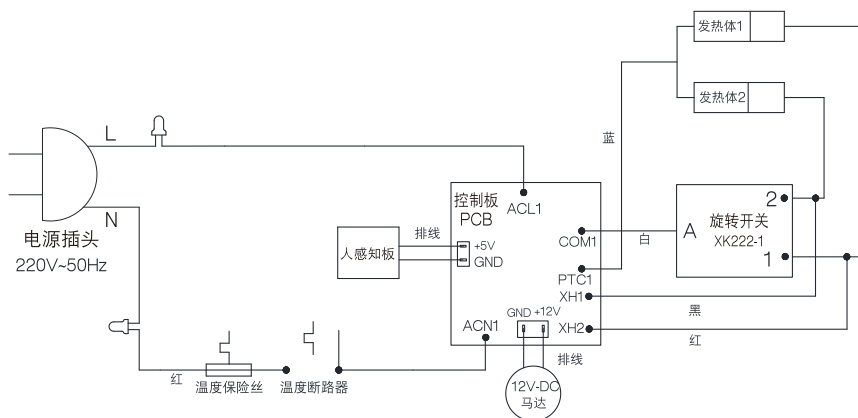 发热体1
发热体2
L
N
电源插头
220V~50Hz
蓝
控制板
PCB
ACL1
COM1
白
A
旋转开关
XK222-1
2
1
人感知板
排线
+5V
GND
PTC1
XH1
黑
XH2
红
GND +12V
ACN1
排线
12V-DC
马达
红
温度保险丝
温度断路器